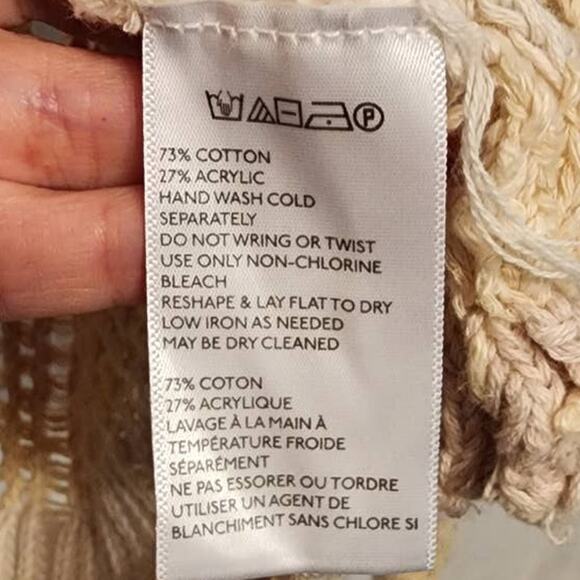 P
73% COTTON
27% ACRYLIC
HAND WASH COLD
SEPARATELY
DO NOT WRING OR TWIST
USE ONLY NON-CHLORINE
BLEACH
RESHAPE & LAY FLAT TO DRY
LOW IRON AS NEEDED
MAY BE DRY CLEANED
73% COTON
27% ACRYLIQUE
LAVAGE À LA MAIN À
TEMPÉRATURE FROIDE
SÉPARÉMENT
NE PAS ESSORER OU TORDRE
UTILISER UN AGENT DE
BLANCHIMENT SANS CHLORE SI